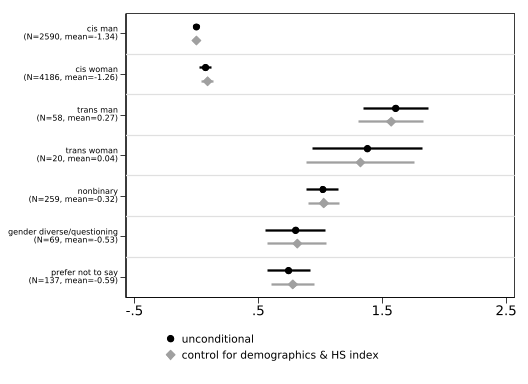 cis man
(N=2590, mean=-1.34)
cis woman
(N=4186, mean=-1.26)
trans man
(N=58, mean=0.27)
trans woman
(N=20, mean=0.04)
nonbinary
(N=259, mean=-0.32)
gender diverse/questioning
(N=69, mean=-0.53)
prefer not to say
(N=137, mean=-0.59)
-.5 .5 1.5 2.5
unconditional
control for demographics & HS index